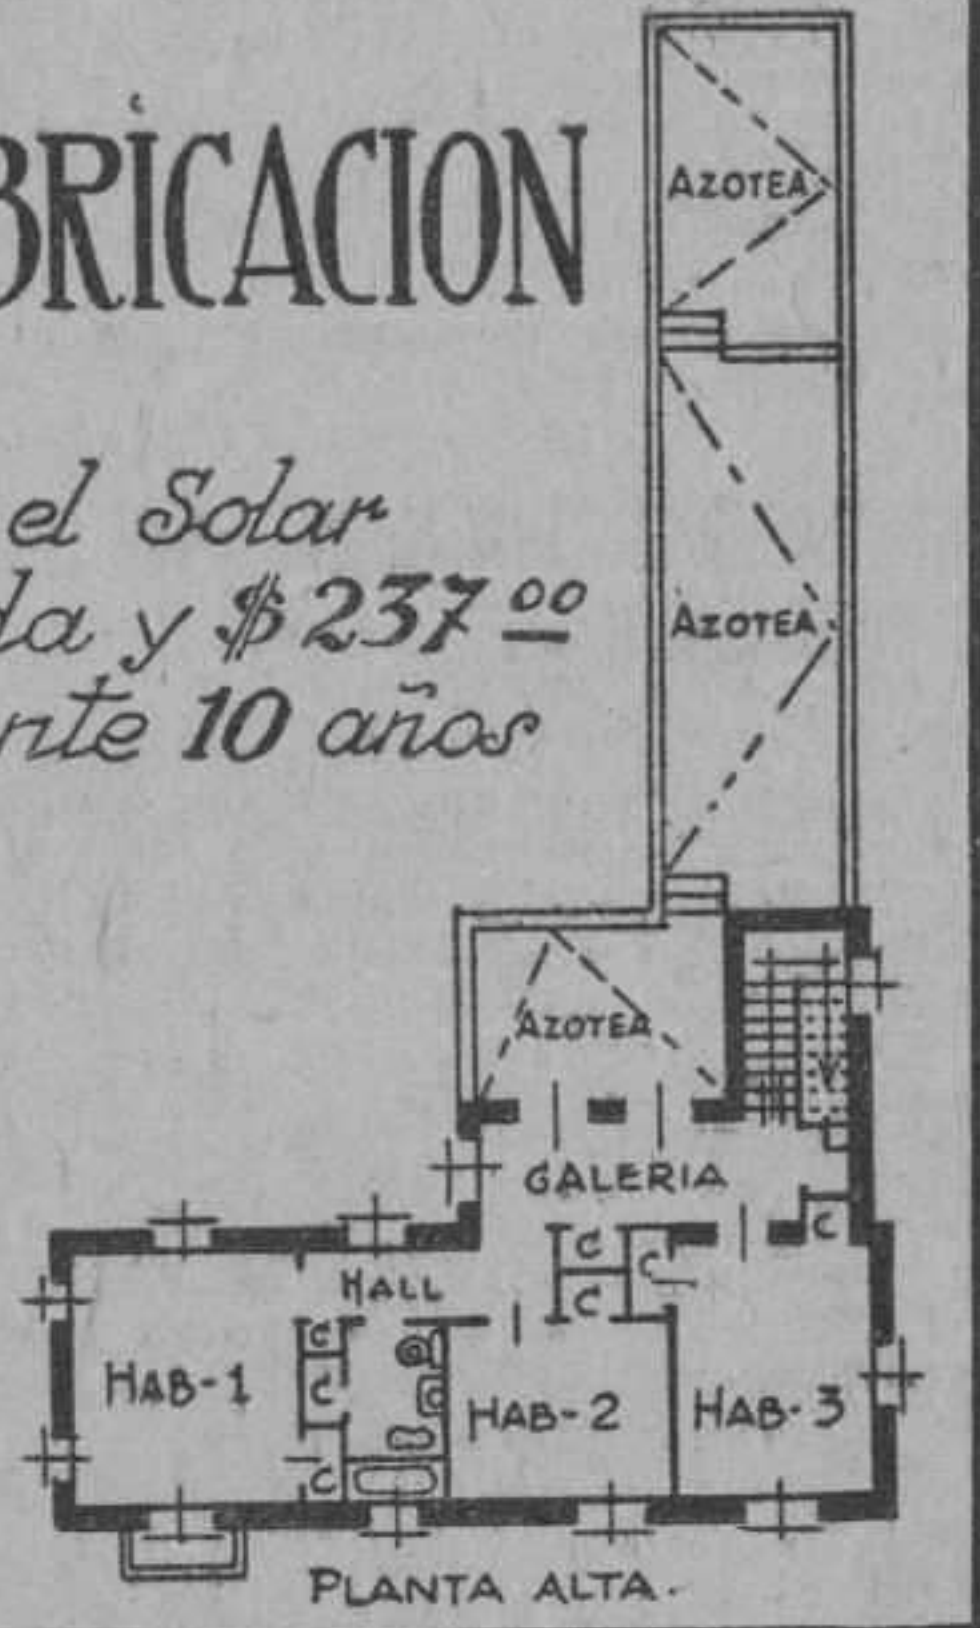 BRICACION
el Solar
da y $237.00
nte 10 años
AZOTEA
AZOTEA
AZOTEA
GALERIA
C
C
C
C
HALL
C
C
C
HAB-1
HAB-2
HAB-3
PLANTA ALTA.